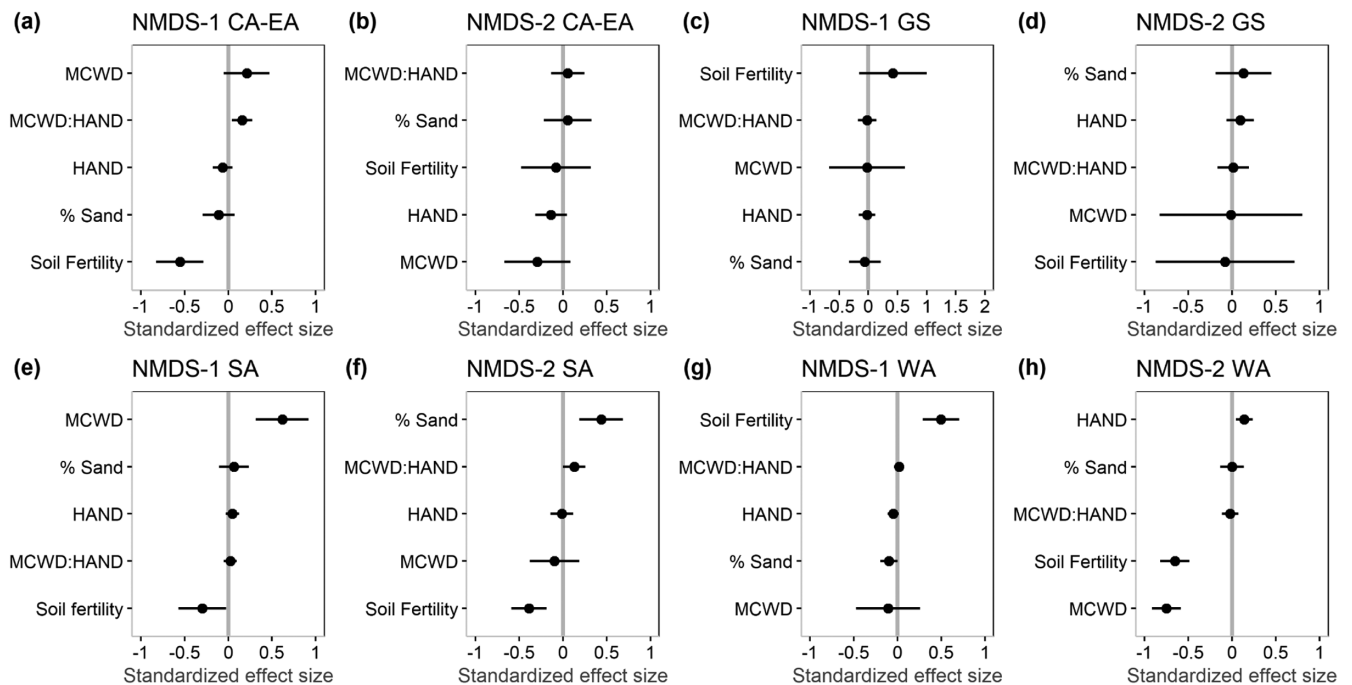 (a) NMDS-1 CA-EA
MCWD
MCWD:HAND
HAND
% Sand
Soil Fertility
-1 -0.5 0 0.5 1
Standardized effect size
(b) NMDS-2 CA-EA
MCWD:HAND
% Sand
Soil Fertility
HAND
MCWD
-1 -0.5 0 0.5 1
Standardized effect size
(c) NMDS-1 GS
Soil Fertility
MCWD:HAND
MCWD
HAND
% Sand
-1 -0.5 0 0.5 1 1.5 2
Standardized effect size
(d) NMDS-2 GS
% Sand
HAND
MCWD:HAND
MCWD
Soil Fertility
-1 -0.5 0 0.5 1
Standardized effect size
(e) NMDS-1 SA
MCWD
% Sand
HAND
MCWD:HAND
Soil fertility
-1 -0.5 0 0.5 1
Standardized effect size
(f) NMDS-2 SA
% Sand
MCWD:HAND
HAND
MCWD
Soil Fertility
-1 -0.5 0 0.5 1
Standardized effect size
(g) NMDS-1 WA
Soil Fertility
MCWD:HAND
HAND
% Sand
MCWD
-1 -0.5 0 0.5 1
Standardized effect size
(h) NMDS-2 WA
HAND
% Sand
MCWD:HAND
Soil Fertility
MCWD
-1 -0.5 0 0.5 1
Standardized effect size